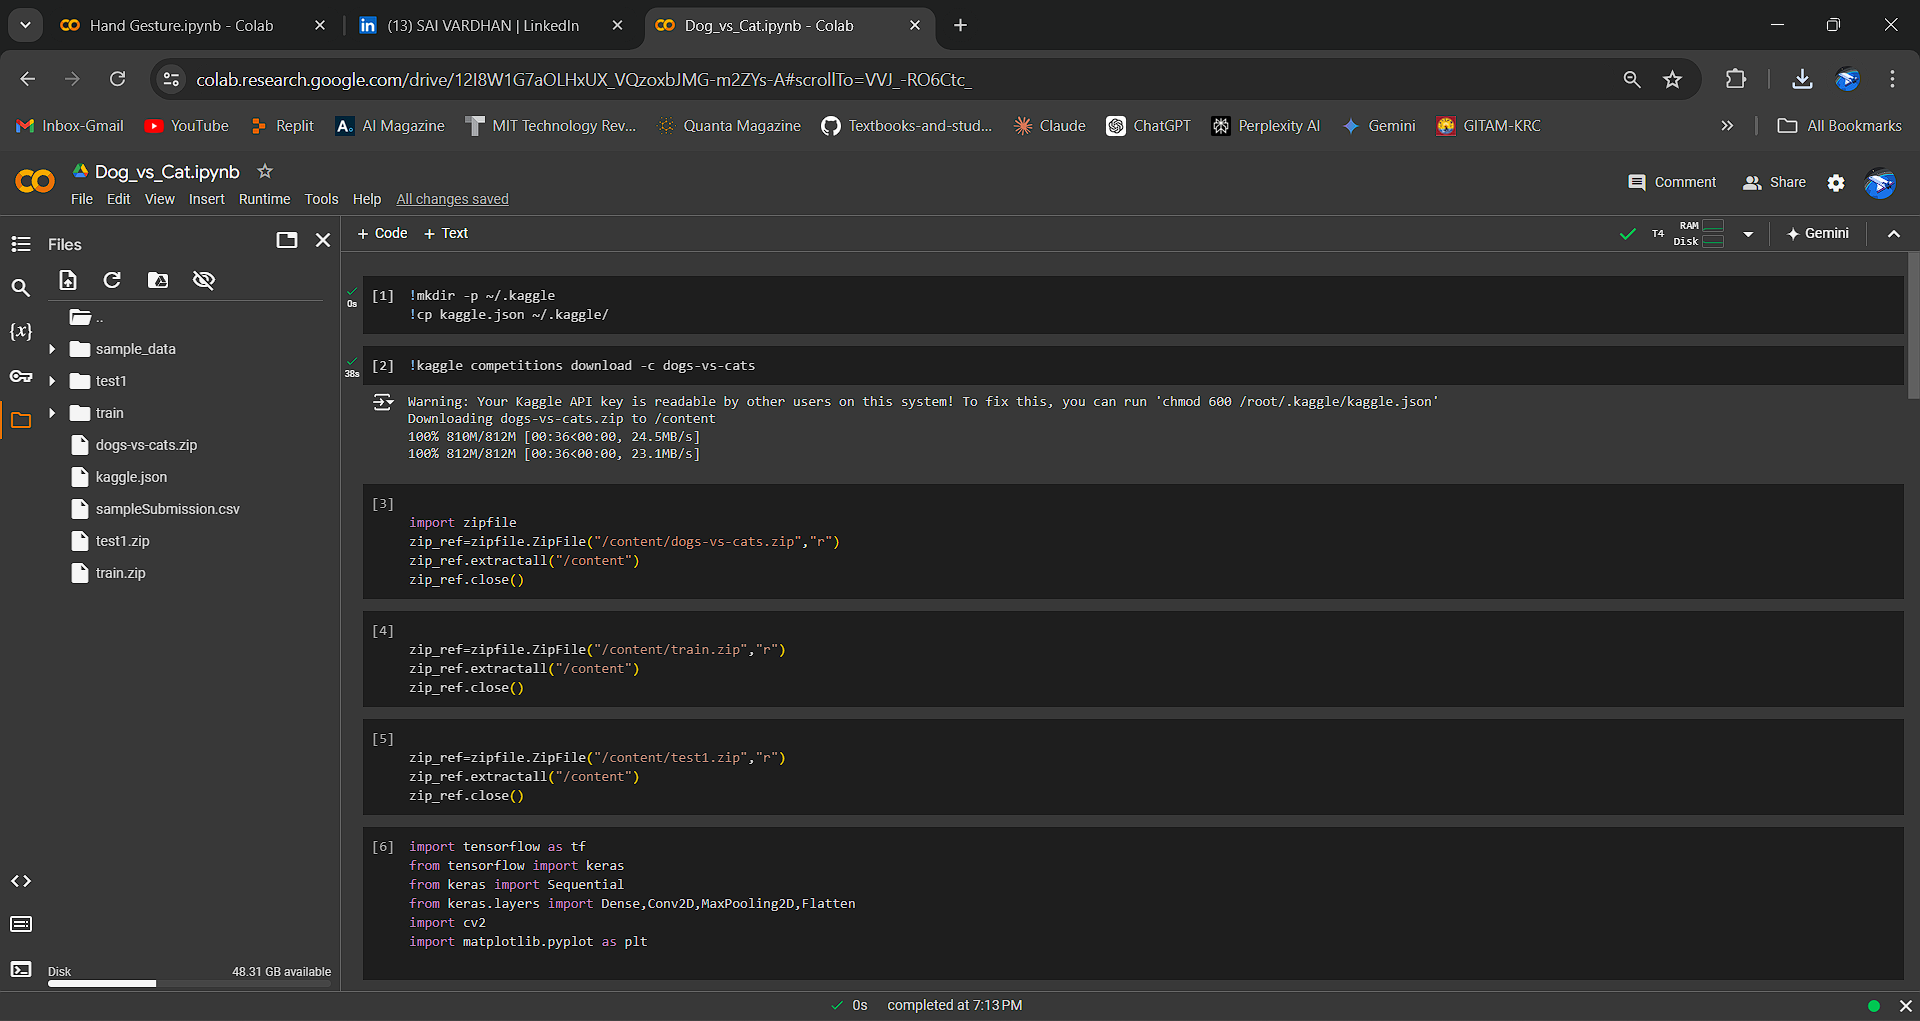 Hand Gesture.ipynb - Colab
(13) SAI VARDHAN | LinkedIn
Dog_vs_Cat.ipynb - Colab
colab.research.google.com/drive/12I8W1G7aOLHxUX_VQzoxbJMG-m2ZYs-A#scrollTo=VVJ_-RO6Ctc_
Inbox-Gmail YouTube Replit AI Magazine MIT Technology Rev... Quanta Magazine Textbooks-and-stud... Claude ChatGPT Perplexity AI Gemini GITAM-KRC » All Bookmarks
Dog_vs_Cat.ipynb
File Edit View Insert Runtime Tools Help All changes saved
Comment Share
Files
+ Code + Text
T4 RAM Disk Gemini
..
sample_data
test1
train
dogs-vs-cats.zip
kaggle.json
sampleSubmission.csv
test1.zip
train.zip
Disk 48.31 GB available
0s
[1] !mkdir -p ~/.kaggle
!cp kaggle.json ~/.kaggle/
38s
[2] !kaggle competitions download -c dogs-vs-cats
Warning: Your Kaggle API key is readable by other users on this system! To fix this, you can run 'chmod 600 /root/.kaggle/kaggle.json'
Downloading dogs-vs-cats.zip to /content
100% 810M/812M [00:36<00:00, 24.5MB/s]
100% 812M/812M [00:36<00:00, 23.1MB/s]
[3]
import zipfile
zip_ref=zipfile.ZipFile("/content/dogs-vs-cats.zip","r")
zip_ref.extractall("/content")
zip_ref.close()
[4]
zip_ref=zipfile.ZipFile("/content/train.zip","r")
zip_ref.extractall("/content")
zip_ref.close()
[5]
zip_ref=zipfile.ZipFile("/content/test1.zip","r")
zip_ref.extractall("/content")
zip_ref.close()
[6] import tensorflow as tf
from tensorflow import keras
from keras import Sequential
from keras.layers import Dense,Conv2D,MaxPooling2D,Flatten
import cv2
import matplotlib.pyplot as plt
0s completed at 7:13 PM